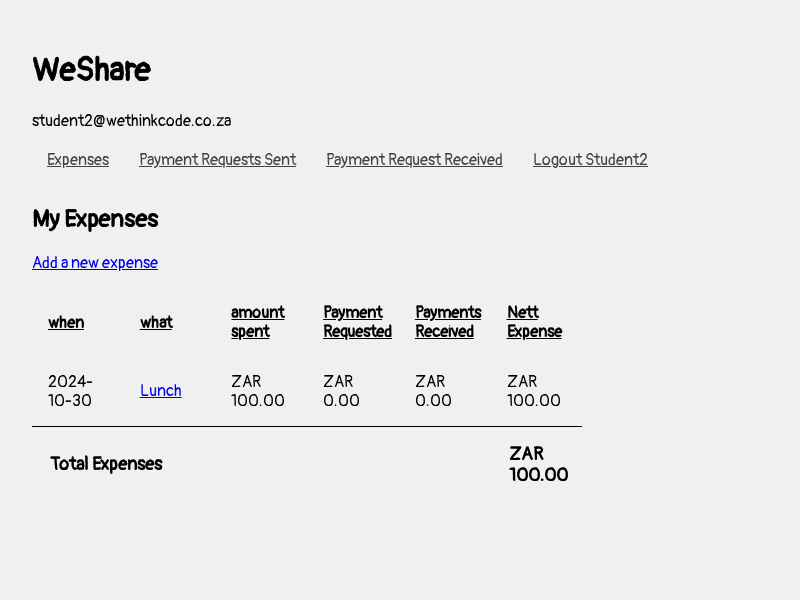 WeShare
student2@wethinkcode.co.za
Expenses Payment Requests Sent Payment Request Received Logout Student2
My Expenses
Add a new expense
when what amount spent Payment Requested Payments Received Nett Expense
2024-10-30 Lunch ZAR 100.00 ZAR 0.00 ZAR 0.00 ZAR 100.00
Total Expenses ZAR 100.00